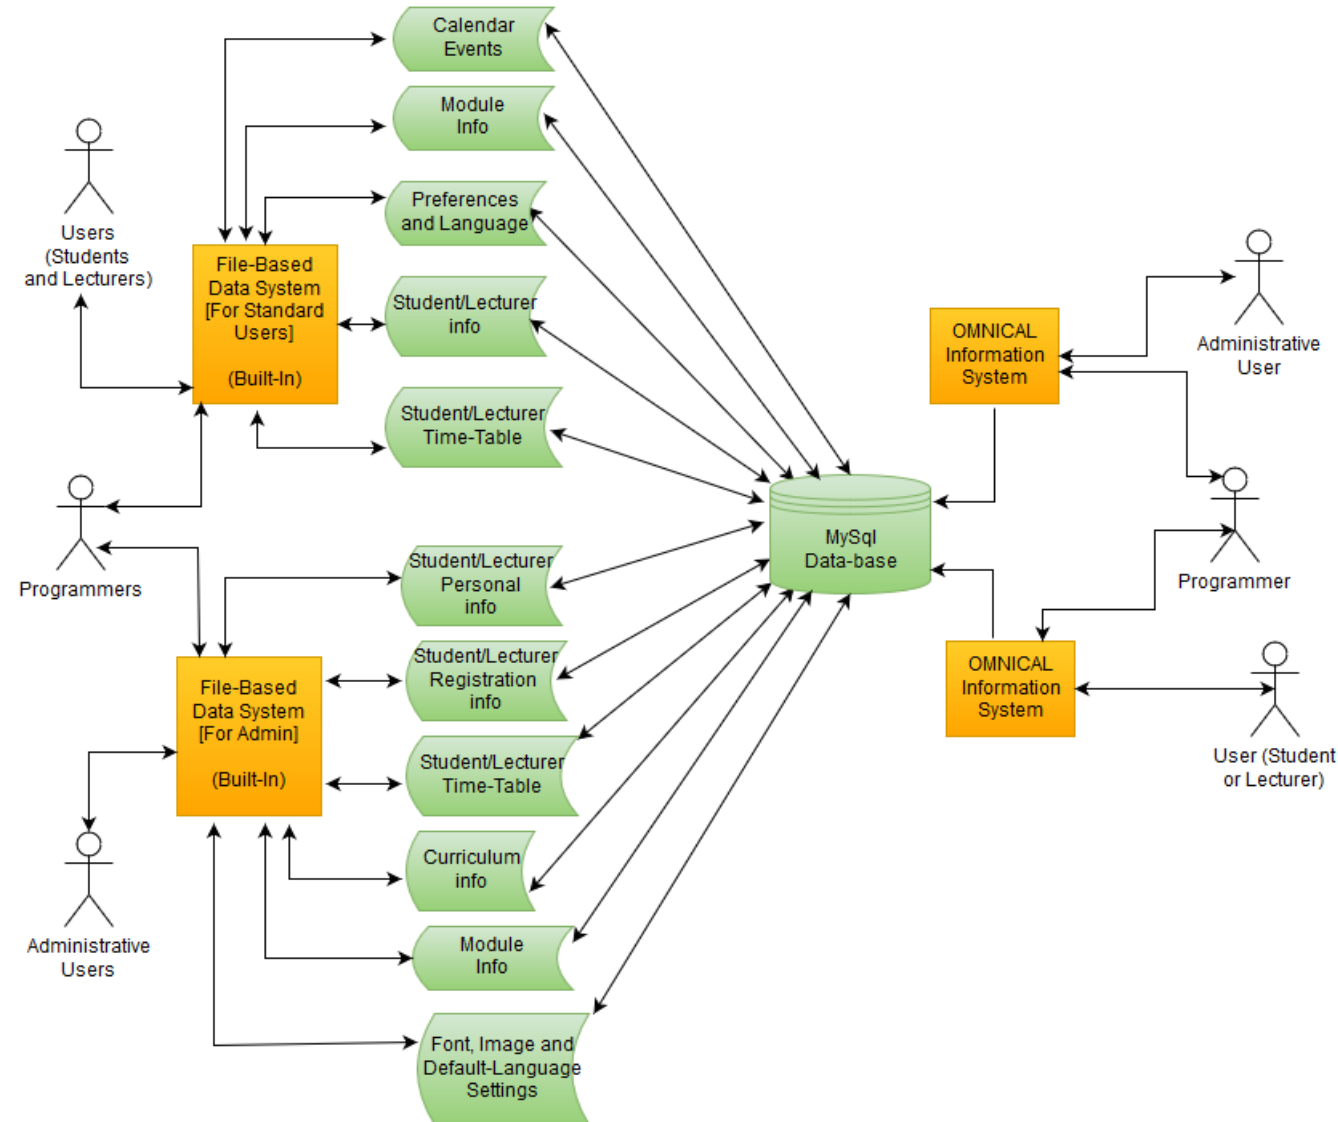 Calendar
Events
Module
Info
Preferences
and Language
Student/Lecturer
info
Student/Lecturer
Time-Table
Users
(Students
and Lecturers)
File-Based
Data System
[For Standard
Users]
(Built-In)
Programmers
Student/Lecturer
Personal
info
Student/Lecturer
Registration
info
Student/Lecturer
Time-Table
Curriculum
info
Module
Info
Font, Image and
Default-Language
Settings
File-Based
Data System
[For Admin]
(Built-In)
Administrative
Users
MySql
Data-base
OMNICAL
Information
System
Administrative
User
Programmer
OMNICAL
Information
System
User (Student
or Lecturer)